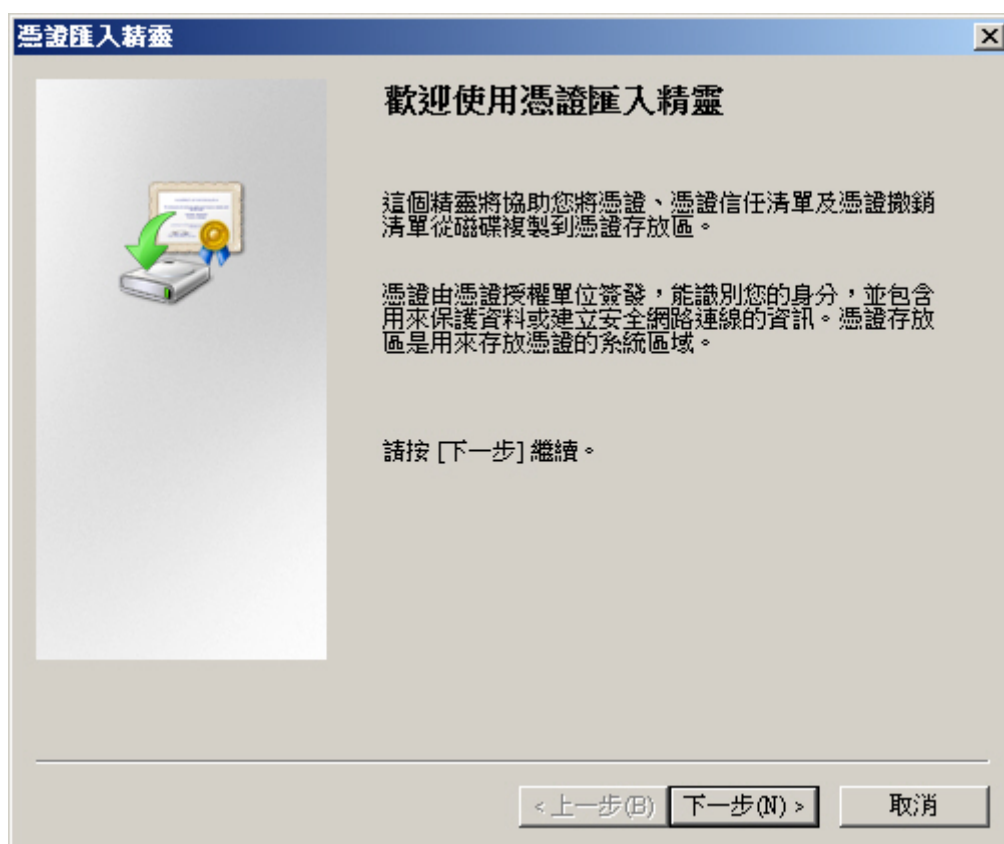 憑證匯入精靈
歡迎使用憑證匯入精靈
這個精靈將協助您將憑證、憑證信任清單及憑證撤銷
清單從磁碟複製到憑證存放區。
憑證由憑證授權單位簽發，能識別您的身分，並包含
用來保護資料或建立安全網路連線的資訊。憑證存放
區是用來存放憑證的系統區域。
請按 [下一步] 繼續。
< 上一步(B) 下一步(N) > 取消